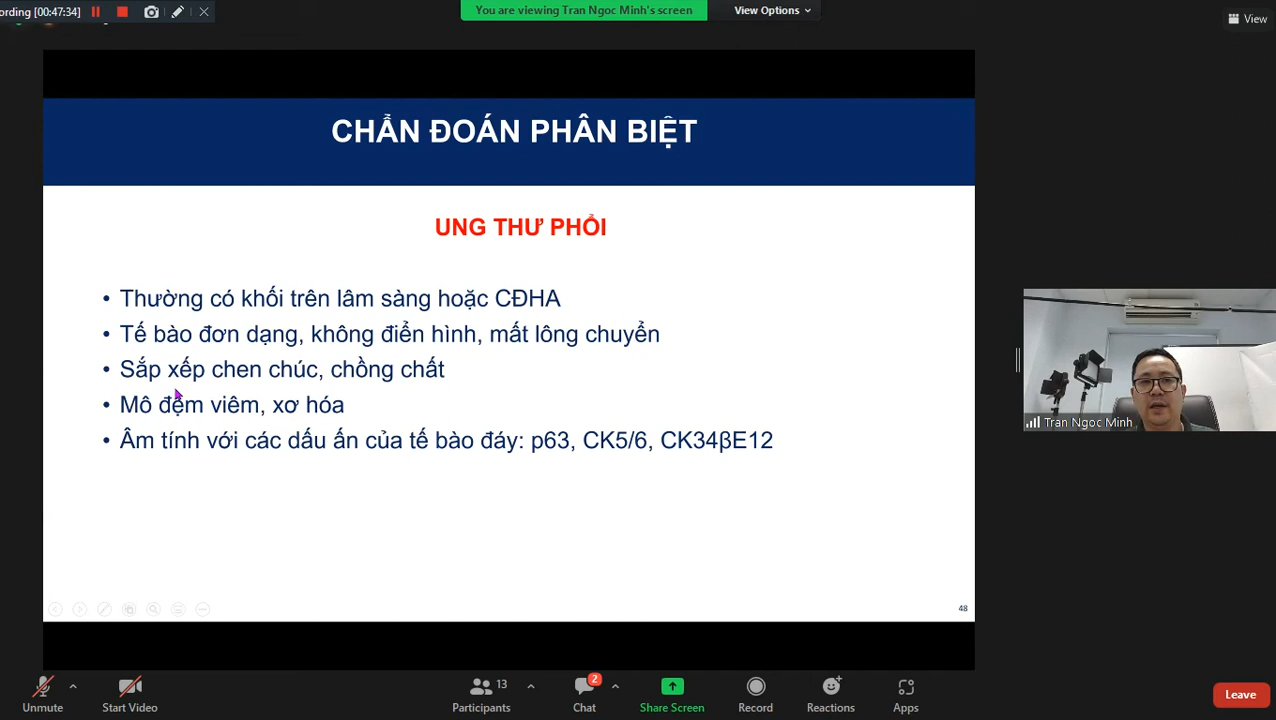 ording [00:47:34]
You are viewing Tran Ngoc Minh's screen
View Options
View
CHẨN ĐOÁN PHÂN BIỆT
UNG THƯ PHỔI
• Thường có khối trên lâm sàng hoặc CĐHA
• Tế bào đơn dạng, không điển hình, mất lông chuyển
• Sắp xếp chen chúc, chồng chất
• Mô đệm viêm, xơ hóa
• Âm tính với các dấu ấn của tế bào đáy: p63, CK5/6, CK34βE12
48
Tran Ngoc Minh
Unmute
Start Video
Participants
13
Chat
2
Share Screen
Record
Reactions
Apps
Leave